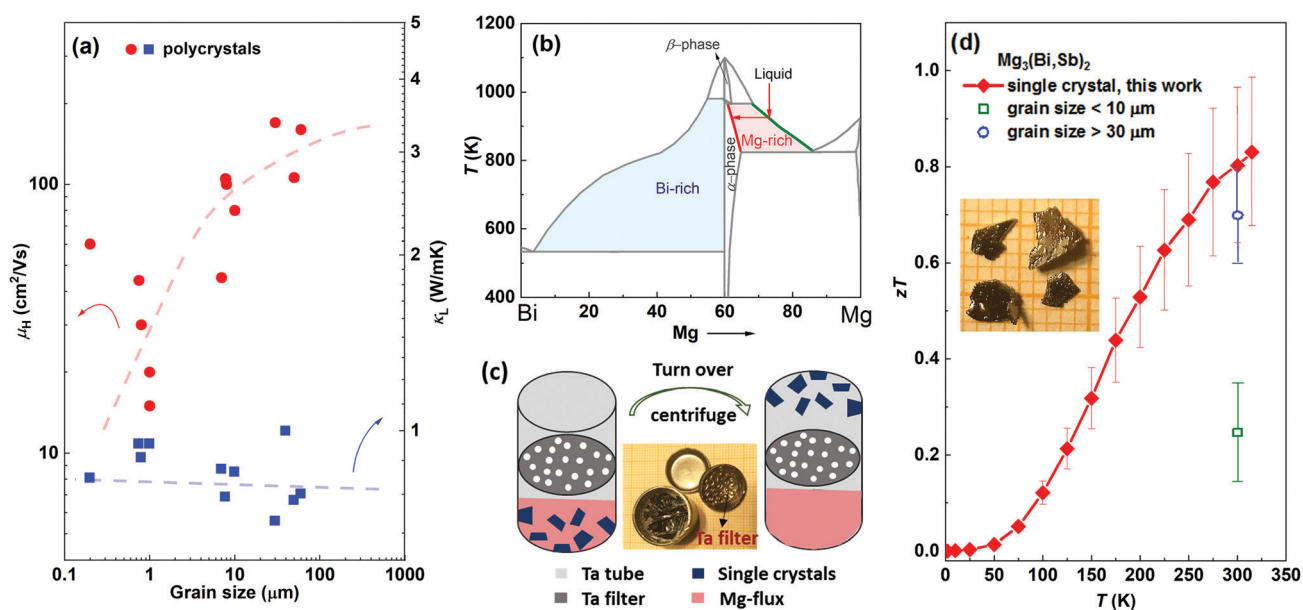 (a)
polycrystals
100
10
μH (cm2/Vs)
0.1
1
10
100
1000
Grain size (μm)
5
4
3
2
1
κL (W/mK)
(b)
β-phase
Liquid
Mg-rich
α-phase
Bi-rich
1200
1000
800
600
400
T (K)
Bi
20
40
60
80
Mg
Mg
(c)
Turn over
centrifuge
Ta filter
Ta tube
Single crystals
Ta filter
Mg-flux
(d)
Mg3(Bi,Sb)2
single crystal, this work
grain size < 10 μm
grain size > 30 μm
1.0
0.8
0.6
0.4
0.2
0.0
zT
0
50
100
150
200
250
300
350
T (K)